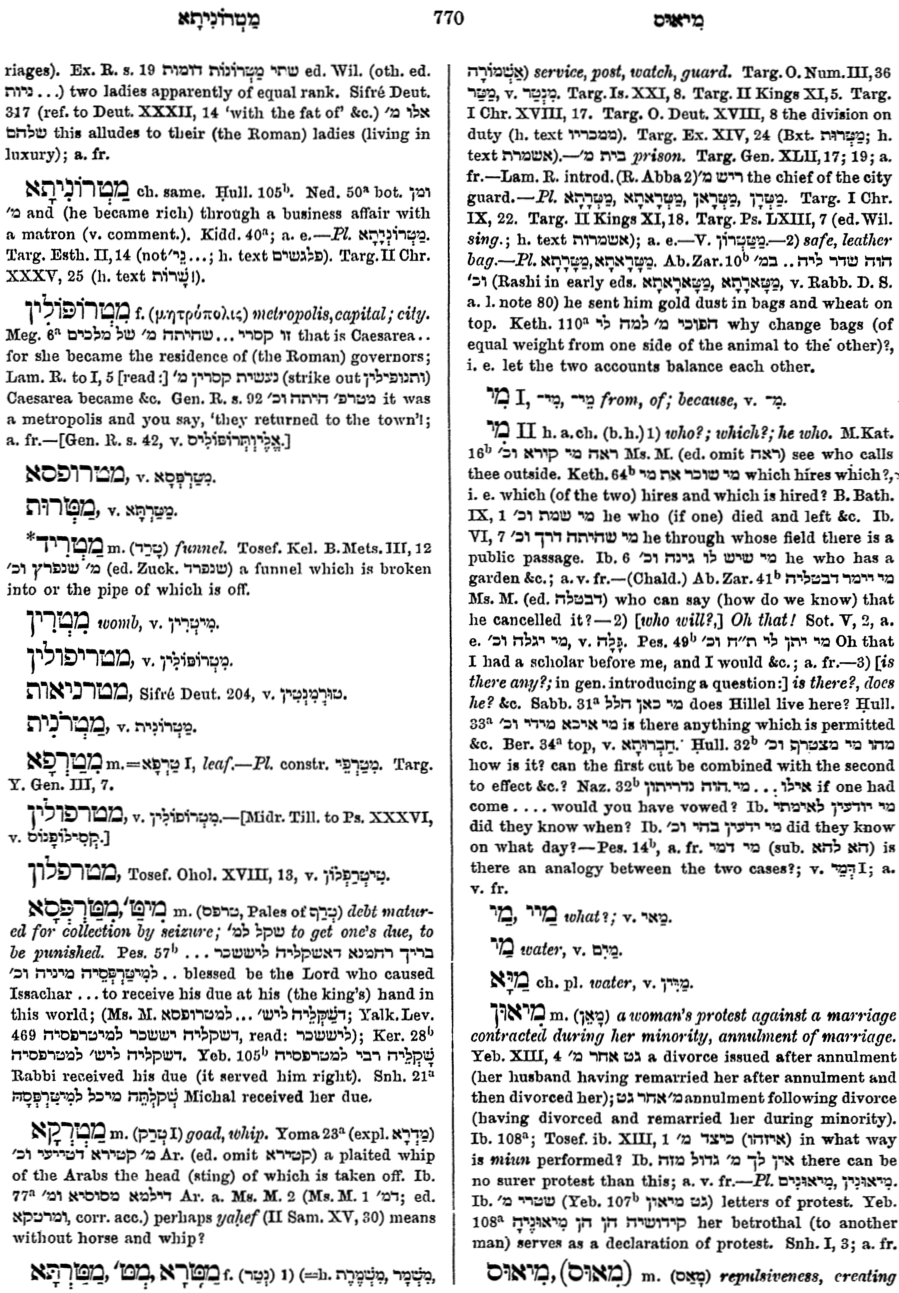 מַטְרוֹנִיתָא 770 מִיאוּס
riages). Ex. R. s. 19 שתי מַטְרוֹנוֹת דומות ed. Wil. (oth. ed.
ניות ...) two ladies apparently of equal rank. Sifré Deut.
317 (ref. to Deut. XXXII, 14 ‘with the fat of’ &c.) אלו מ׳
שלהם this alludes to their (the Roman) ladies (living in
luxury); a. fr.
מַטְרוֹנִיתָא ch. same. Ḥull. 105ᵇ. Ned. 50ᵃ bot. ומן
מ׳ and (he became rich) through a business affair with
a matron (v. comment.). Kidd. 40ᵃ; a. e.—Pl. מַטְרוֹנְיָתָא.
Targ. Esth. II, 14 (not נְיָי...; h. text פלגשים). Targ. II Chr.
XXXV, 25 (h. text שָׁרוֹת!).
מֶטְרוֹפּוֹלִין f. (μητρόπολις) metropolis, capital; city.
Meg. 6ᵃ זו קסרי...שהיתה מ׳ של מלכים that is Caesarea..
for she became the residence of (the Roman) governors;
Lam. R. to I, 5 [read:] נעשית קסרין מ׳ (strike out ותנופילין)
Caesarea became &c. Gen. R. s. 92 מטרפ׳ היתה וכ׳ it was
a metropolis and you say, ‘they returned to the town’!;
a. fr.—[Gen. R. s. 42, v. אֱלֵיוְתְּרוֹפּוֹלִיס.]
מטרופסא, v. מִטַּרְפְּסָא.
מַטְּרוּת, v. מַטַּרְתָּא.
*מַטְרִיד m. (טָרַד) funnel. Tosef. Kel. B. Mets. III, 12
מ׳ שנפרץ וכ׳ (ed. Zuck. שנפרד) a funnel which is broken
into or the pipe of which is off.
מִטְרִין womb, v. מִיטְרִין.
מטריפולין, v. מֶטְרוֹפּוֹלִין.
מטרניאות, Sifré Deut. 204, v. טוּרְמֶנְטִין.
מַטְרֹנִית, v. מַטְרוֹנִית.
מַטְרְפָא m.=טַרְפָא I, leaf.—Pl. constr. מַטְרְפֵי. Targ.
Y. Gen. III, 7.
מטרפולין, v. מֶטְרוֹפּוֹלִין.—[Midr. Till. to Ps. XXXVI,
v. קְסִילוֹפָּנוֹס.]
מטרפלון, Tosef. Ohol. XVIII, 13, v. טֵיטְרַפְּלוֹן.
מִטַּרְפְּסָא, מִיטַּ׳ m. (טרפס, Pales of טָרַף) debt matur-
ed for collection by seizure; שקל למ׳ to get one's due, to
be punished. Pes. 57ᵇ בריך רחמנא דאשקליה לישׂשכר ...
למִיטַּרְפְּסֵיה מיניה וכ׳ .. blessed be the Lord who caused
Issachar ... to receive his due at his (the king's) hand in
this world; (Ms. M. דְּשַׁקְלֵיה ליש׳ ... למטרופסא; Yalk. Lev.
469 דשקליה יששכר למיטרפסיה, read: לישׂשכר); Ker. 28ᵇ
דשקליה ליש׳ למטרפסיה. Yeb. 105ᵇ שָׁקְלֵיה רבי למטרפסיה
Rabbi received his due (it served him right). Snh. 21ᵃ
שְׁקַלְתֵּה מיכל למִיטַּרְפְּסָהּ Michal received her due.
מַטְרְקָא m. (טְרַק I) goad, whip. Yoma 23ᵃ (expl. מַדְרָא)
מ׳ קטירא דטייעי וכ׳ Ar. (ed. omit קטירא) a plaited whip
of the Arabs the head (sting) of which is taken off. Ib.
77ᵃ דילמא מסוסיא ומ׳ Ar. a. Ms. M. 2 (Ms. M. 1 דמ׳; ed.
ומרטקא, corr. acc.) perhaps yaḥef (II Sam. XV, 30) means
without horse and whip?
מַטְּרָא, מַטּ׳, מַטַּרְתָּא f. (נְטַר) 1) (=h. מִשְׁמָר, מִשְׁמֶרֶת,
אַשְׁמוֹרָה) service, post, watch, guard. Targ. O. Num. III, 36
מַטַּר, v. מִנְטַר. Targ. Is. XXI, 8. Targ. II Kings XI, 5. Targ.
I Chr. XVIII, 17. Targ. O. Deut. XVIII, 8 the division on
duty (h. text ממכריו). Targ. Ex. XIV, 24 (Bxt. מַטְּרוּת; h.
text אשמרת).—בית מ׳ prison. Targ. Gen. XLII, 17; 19; a.
fr.—Lam. R. introd. (R. Abba 2) ריש מ׳ the chief of the city
guard.—Pl. מַטְּרָן, מַטְּרָאן, מַטְּרָאתָא, מַטְּרָתָא. Targ. I Chr.
IX, 22. Targ. II Kings XI, 18. Targ. Ps. LXIII, 7 (ed. Wil.
sing.; h. text אשמרות); a. e.—V. מַטַּטְרוֹן.—2) safe, leather
bag.—Pl. מַטָּרָאתָא, מַטָּרָתָא. Ab. Zar. 10ᵇ הוה שדר ליה .. במ׳
וכ׳ (Rashi in early eds. מַטָּארָתָא, מַטָּארָאתָא, v. Rabb. D. S.
a. l. note 80) he sent him gold dust in bags and wheat on
top. Keth. 110ᵃ הפוכי מ׳ למה לי why change bags (of
equal weight from one side of the animal to the other)?,
i. e. let the two accounts balance each other.
מִי I, מֵי־, מִי־ from, of; because, v. מִ־.
מִי II h. a. ch. (b. h.) 1) who?; which?; he who. M. Kat.
16ᵇ ראה מי קורא וכ׳ Ms. M. (ed. omit ראה) see who calls
thee outside. Keth. 64ᵇ מי שוכר את מי which hires which?,
i. e. which (of the two) hires and which is hired? B. Bath.
IX, 1 מי שמת וכ׳ he who (if one) died and left &c. Ib.
VI, 7 מי שהיתה דרך וכ׳ he through whose field there is a
public passage. Ib. 6 מי שיש לו גינה וכ׳ he who has a
garden &c.; a. v. fr.—(Chald.) Ab. Zar. 41ᵇ מי יימר דבטליה
Ms. M. (ed. דבטלה) who can say (how do we know) that
he cancelled it?—2) [who will?,] Oh that! Sot. V, 2, a.
e. מי יגלה וכ׳, v. גָּלָה. Pes. 49ᵇ מי יתן לי ת״ח וכ׳ Oh that
I had a scholar before me, and I would &c.; a. fr.—3) [is
there any?; in gen. introducing a question:] is there?, does
he? &c. Sabb. 31ᵃ מי כאן הלל does Hillel live here? Ḥull.
33ᵃ מי איכא מידי וכ׳ is there anything which is permitted
&c. Ber. 34ᵃ top, v. חַבְרוּתָא. Ḥull. 32ᵇ מהו מי מצטרף וכ׳
how is it? can the first cut be combined with the second
to effect &c.? Naz. 32ᵇ אילו ... מי הוה נדריתון if one had
come .... would you have vowed? Ib. מי יודעין לאימתי
did they know when? Ib. מי ידעין בהי וכ׳ did they know
on what day?—Pes. 14ᵇ, a. fr. מי דמי (sub. הא להא) is
there an analogy between the two cases?; v. דְּמֵי I; a.
v. fr.
מַי, מַיי what?; v. מַאי.
מַי water, v. מַיִם.
מַיָּא ch. pl. water, v. מַיִין.
מִיאוּן m. (מָאַן) a woman's protest against a marriage
contracted during her minority, annulment of marriage.
Yeb. XIII, 4 גט אחר מ׳ a divorce issued after annulment
(her husband having remarried her after annulment and
then divorced her); מ׳ אחר גט annulment following divorce
(having divorced and remarried her during minority).
Ib. 108ᵃ; Tosef. ib. XIII, 1 כיצד מ׳ (איזהו) in what way
is miun performed? Ib. אין לך מ׳ גדול מזה there can be
no surer protest than this; a. v. fr.—Pl. מִיאוּנִין, מִיאוּנִים.
Ib. שטרי מ׳ (Yeb. 107ᵇ גט מיאון) letters of protest. Yeb.
108ᵃ קידושיה הן הן מִיאוּנֶיהָ her betrothal (to another
man) serves as a declaration of protest. Snh. I, 3; a. fr.
מִיאוּס, (מִאוּס) m. (מָאַס) repulsiveness, creating